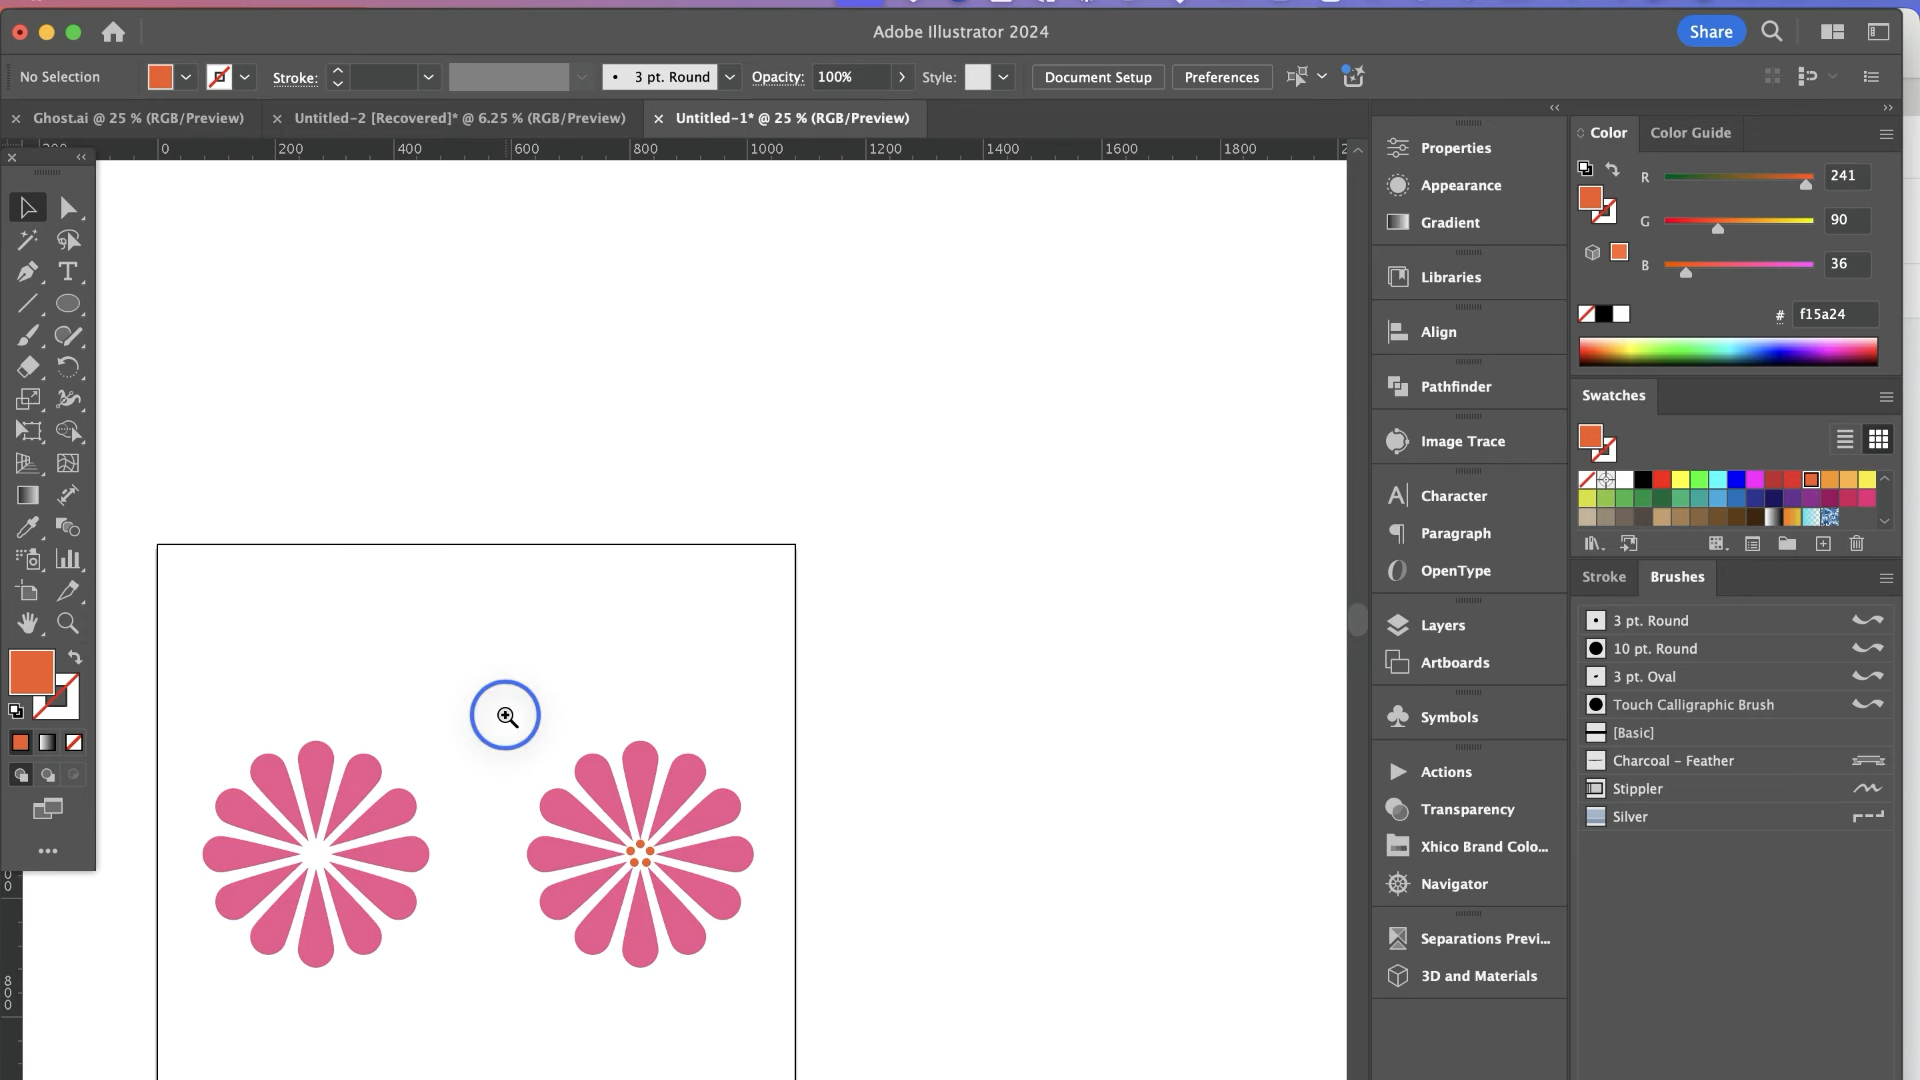 Adobe Illustrator 2024
Share
No Selection
Stroke:
3 pt. Round
Opacity:
100%
Style:
Document Setup
Preferences
Ghost.ai @ 25 % (RGB/Preview)
Untitled-2 [Recovered]* @ 6.25 % (RGB/Preview)
Untitled-1* @ 25 % (RGB/Preview)
0
200
400
600
800
1000
1200
1400
1600
1800
800
Properties
Appearance
Gradient
Libraries
Align
Pathfinder
Image Trace
Character
Paragraph
OpenType
Layers
Artboards
Symbols
Actions
Transparency
Xhico Brand Colo...
Navigator
Separations Previ...
3D and Materials
Color
Color Guide
R
241
G
90
B
36
#
f15a24
Swatches
Stroke
Brushes
3 pt. Round
10 pt. Round
3 pt. Oval
Touch Calligraphic Brush
[Basic]
Charcoal - Feather
Stippler
Silver